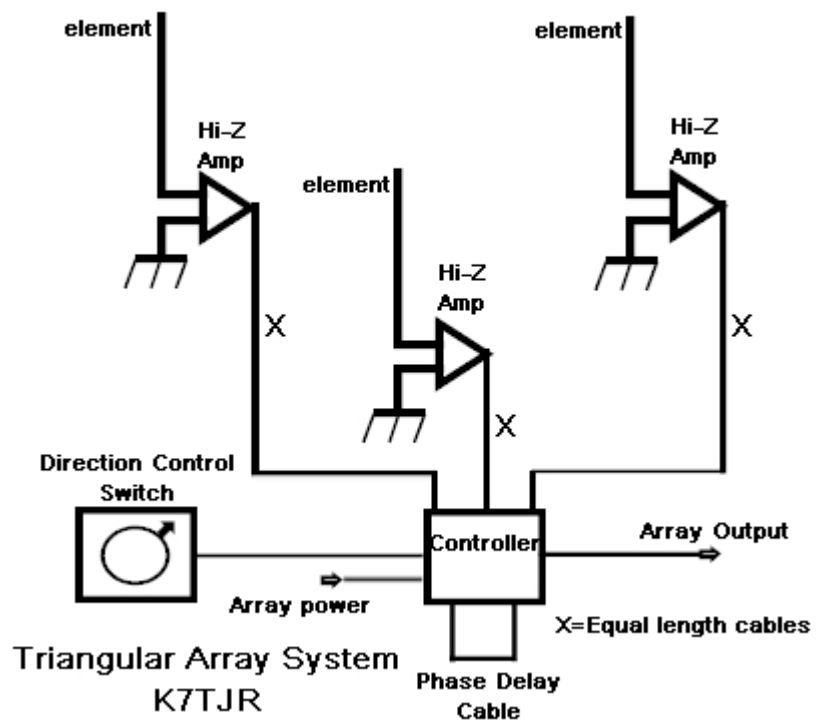 element
element
Hi-Z
Amp
Hi-Z
Amp
element
Hi-Z
Amp
X
X
X
Direction Control
Switch
Controller
Array Output
Array power
X=Equal length cables
Triangular Array System
K7TJR
Phase Delay
Cable